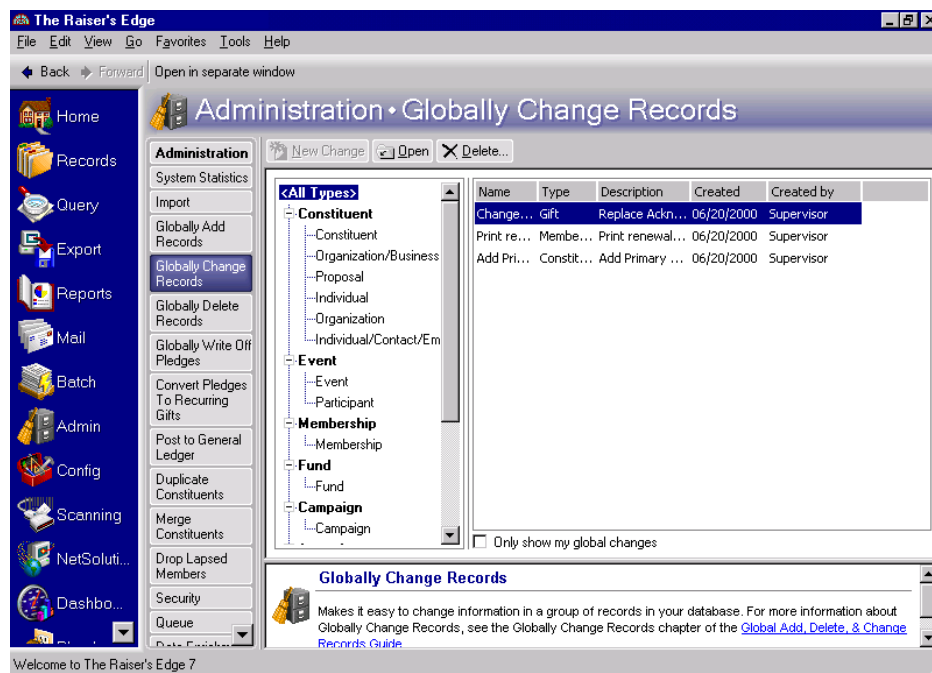 The Raiser's Edge
File Edit View Go Favorites Tools Help
Back Forward Open in separate window
Administration • Globally Change Records
Home
Records
Query
Export
Reports
Mail
Batch
Admin
Config
Scanning
NetSoluti...
Dashbo...
Administration
System Statistics
Import
Globally Add
Records
Globally Change
Records
Globally Delete
Records
Globally Write Off
Pledges
Convert Pledges
To Recurring
Gifts
Post to General
Ledger
Duplicate
Constituents
Merge
Constituents
Drop Lapsed
Members
Security
Queue
New Change Open Delete...
<All Types>
Constituent
Constituent
Organization/Business
Proposal
Individual
Organization
Individual/Contact/Em
Event
Event
Participant
Membership
Membership
Fund
Fund
Campaign
Campaign
Name Type Description Created Created by
Change... Gift Replace Ackn... 06/20/2000 Supervisor
Print re... Membe... Print renewal... 06/20/2000 Supervisor
Add Pri... Constit... Add Primary ... 06/20/2000 Supervisor
Only show my global changes
Globally Change Records
Makes it easy to change information in a group of records in your database. For more information about
Globally Change Records, see the Globally Change Records chapter of the Global Add, Delete, & Change
Records Guide
Welcome to The Raiser's Edge 7